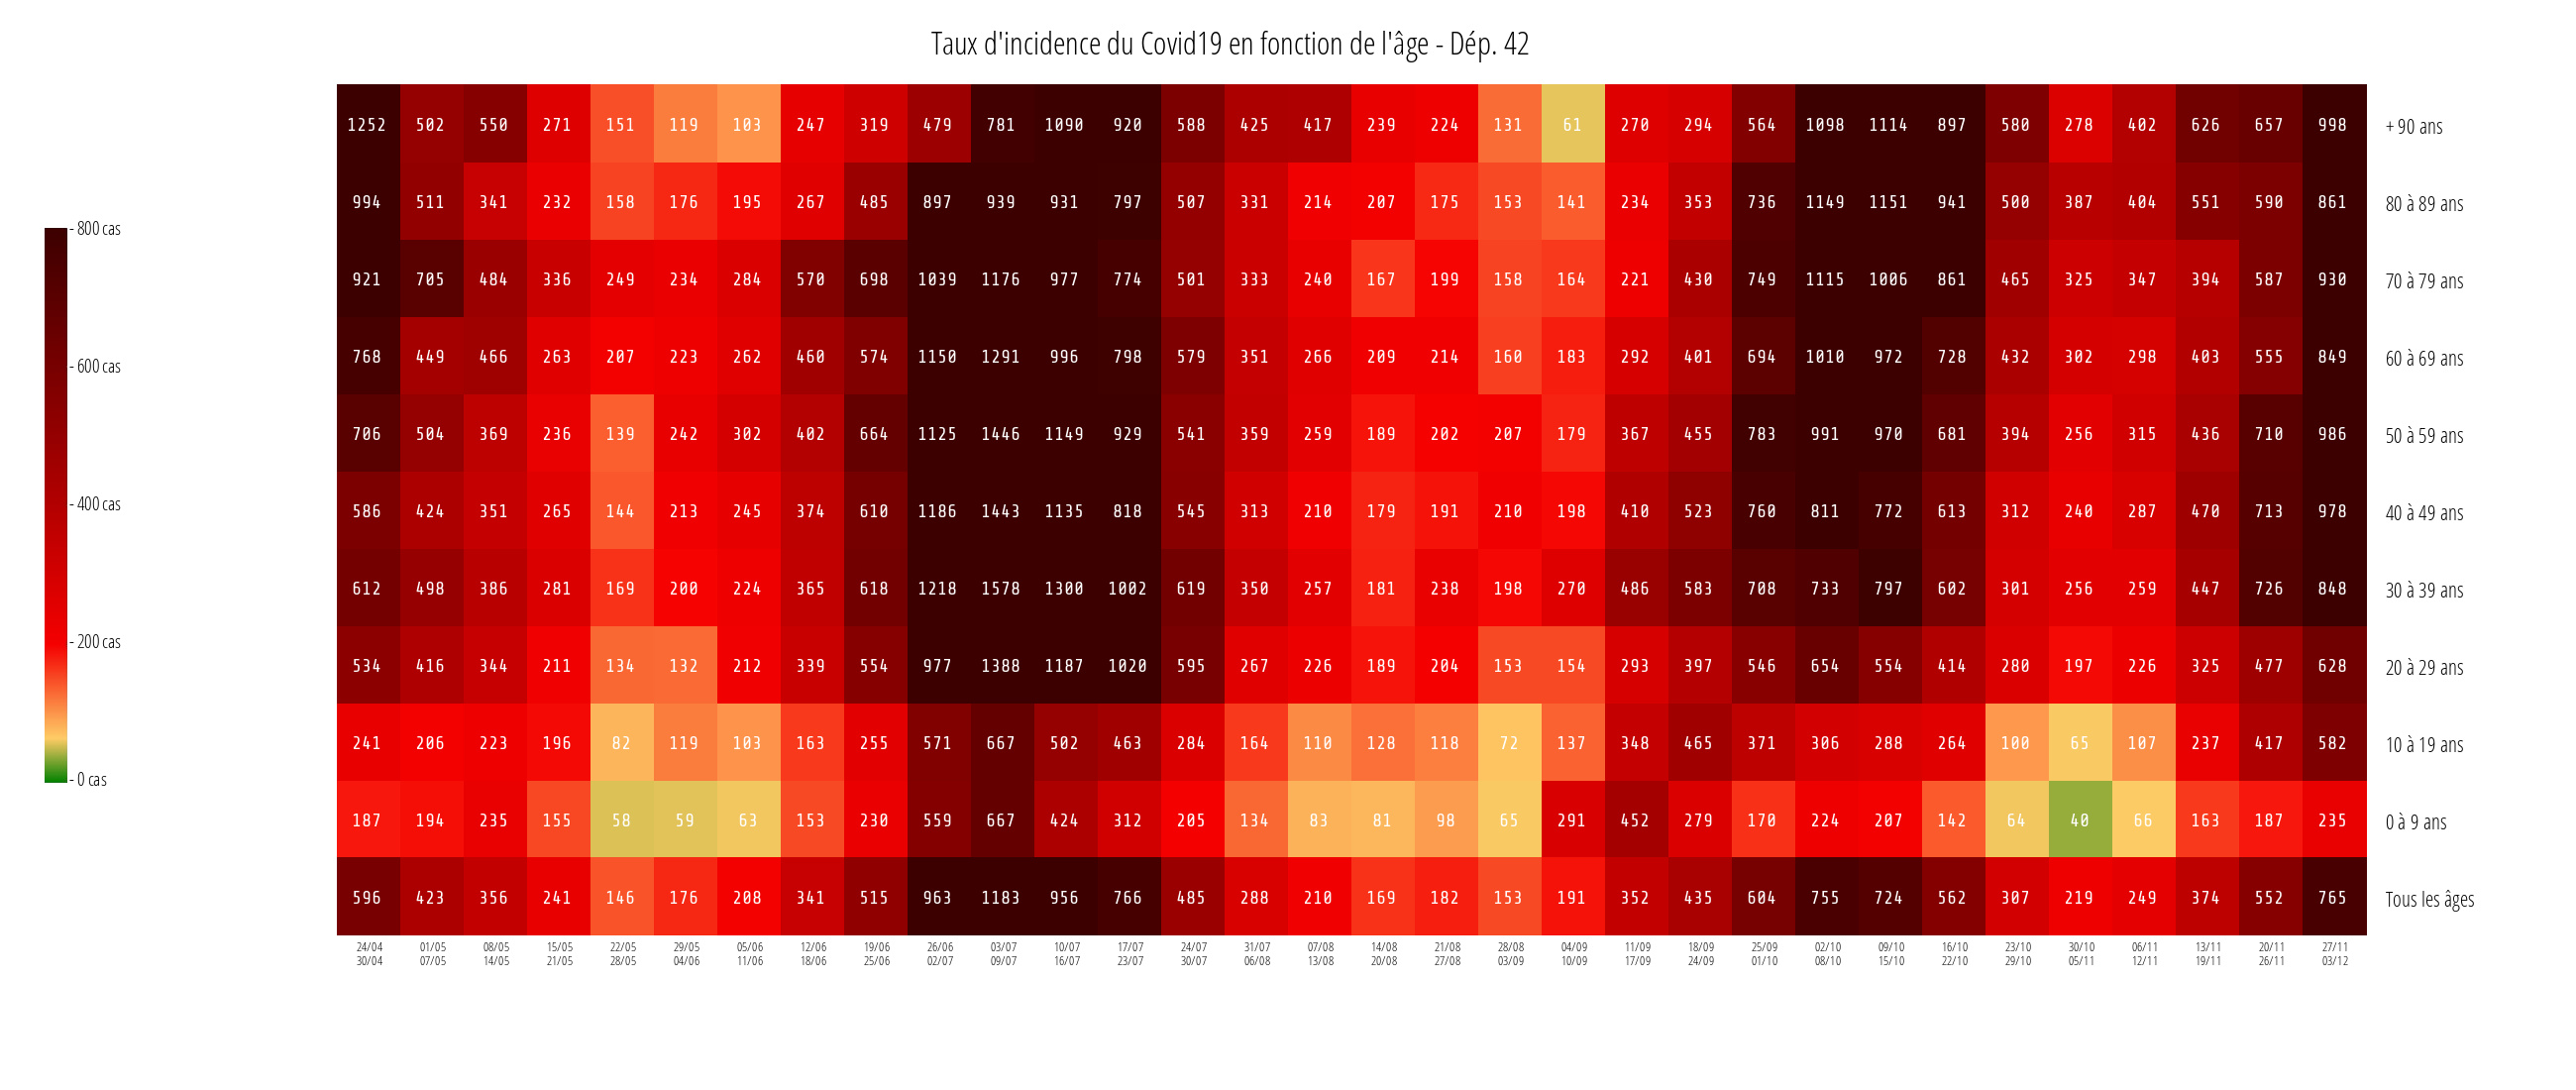 Taux d'incidence du Covid19 en fonction de l'âge - Dép. 42
- 800 cas
- 600 cas
- 400 cas
- 200 cas
- 0 cas
1252 502 550 271 151 119 103 247 319 479 781 1090 920 588 425 417 239 224 131 61 270 294 564 1098 1114 897 580 278 402 626 657 998 + 90 ans
994 511 341 232 158 176 195 267 485 897 939 931 797 507 331 214 207 175 153 141 234 353 736 1149 1151 941 500 387 404 551 590 861 80 à 89 ans
921 705 484 336 249 234 284 570 698 1039 1176 977 774 501 333 240 167 199 158 164 221 430 749 1115 1006 861 465 325 347 394 587 930 70 à 79 ans
768 449 466 263 207 223 262 460 574 1150 1291 996 798 579 351 266 209 214 160 183 292 401 694 1010 972 728 432 302 298 403 555 849 60 à 69 ans
706 504 369 236 139 242 302 402 664 1125 1446 1149 929 541 359 259 189 202 207 179 367 455 783 991 970 681 394 256 315 436 710 986 50 à 59 ans
586 424 351 265 144 213 245 374 610 1186 1443 1135 818 545 313 210 179 191 210 198 410 523 760 811 772 613 312 240 287 470 713 978 40 à 49 ans
612 498 386 281 169 200 224 365 618 1218 1578 1300 1002 619 350 257 181 238 198 270 486 583 708 733 797 602 301 256 259 447 726 848 30 à 39 ans
534 416 344 211 134 132 212 339 554 977 1388 1187 1020 595 267 226 189 204 153 154 293 397 546 654 554 414 280 197 226 325 477 628 20 à 29 ans
241 206 223 196 82 119 103 163 255 571 667 502 463 284 164 110 128 118 72 137 348 465 371 306 288 264 100 65 107 237 417 582 10 à 19 ans
187 194 235 155 58 59 63 153 230 559 667 424 312 205 134 83 81 98 65 291 452 279 170 224 207 142 64 40 66 163 187 235 0 à 9 ans
596 423 356 241 146 176 208 341 515 963 1183 956 766 485 288 210 169 182 153 191 352 435 604 755 724 562 307 219 249 374 552 765 Tous les âges
24/04 01/05 08/05 15/05 22/05 29/05 05/06 12/06 19/06 26/06 03/07 10/07 17/07 24/07 31/07 07/08 14/08 21/08 28/08 04/09 11/09 18/09 25/09 02/10 09/10 16/10 23/10 30/10 06/11 13/11 20/11 27/11
30/04 07/05 14/05 21/05 28/05 04/06 11/06 18/06 25/06 02/07 09/07 16/07 23/07 30/07 06/08 13/08 20/08 27/08 03/09 10/09 17/09 24/09 01/10 08/10 15/10 22/10 29/10 05/11 12/11 19/11 26/11 03/12